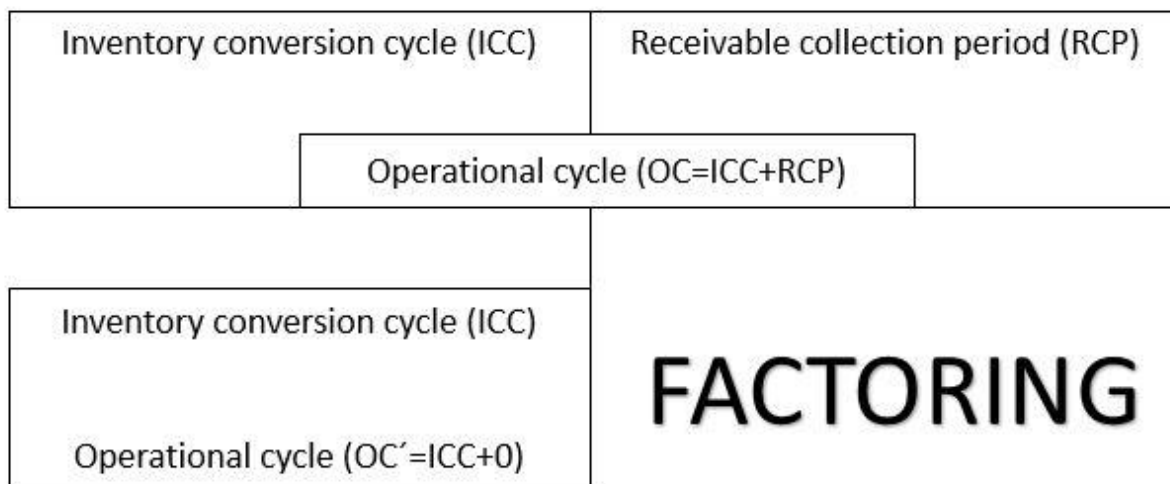 Inventory conversion cycle (ICC)
Receivable collection period (RCP)
Operational cycle (OC=ICC+RCP)
Inventory conversion cycle (ICC)
FACTORING
Operational cycle (OC´=ICC+0)